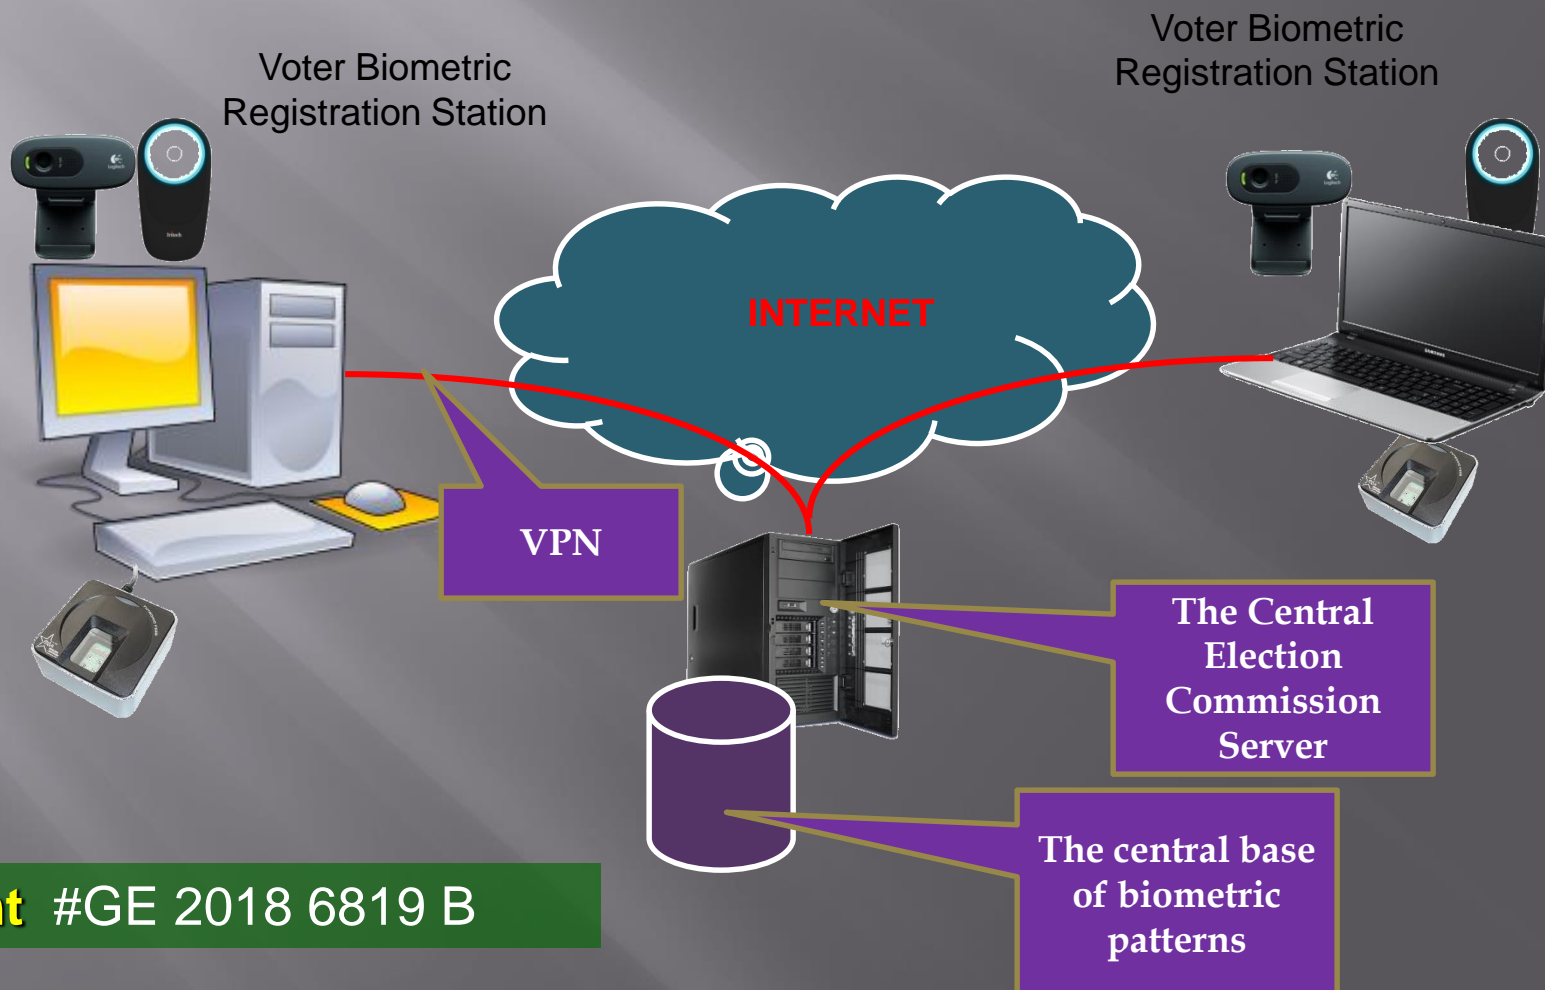 Voter Biometric
Registration Station
Voter Biometric
Registration Station
INTERNET
VPN
The Central
Election
Commission
Server
The central base
of biometric
patterns
#GE 2018 6819 B